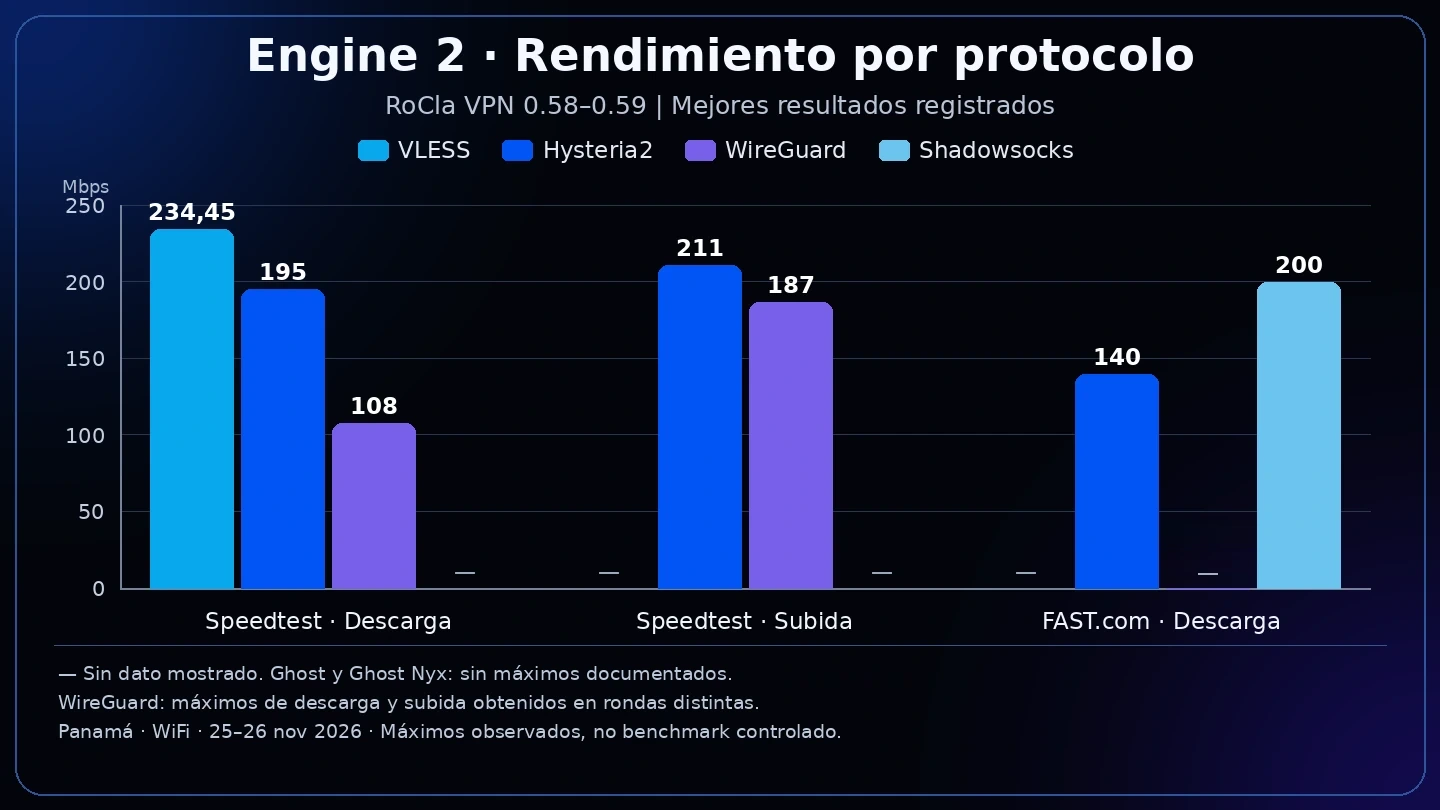 Engine 2 · Rendimiento por protocolo
RoCla VPN 0.58–0.59 | Mejores resultados registrados
VLESS Hysteria2 WireGuard Shadowsocks
Mbps
250
200
150
100
50
0
234,45
195
108
—
—
211
187
—
—
140
—
200
Speedtest · Descarga
Speedtest · Subida
FAST.com · Descarga
— Sin dato mostrado. Ghost y Ghost Nyx: sin máximos documentados.
WireGuard: máximos de descarga y subida obtenidos en rondas distintas.
Panamá · WiFi · 25–26 nov 2026 · Máximos observados, no benchmark controlado.